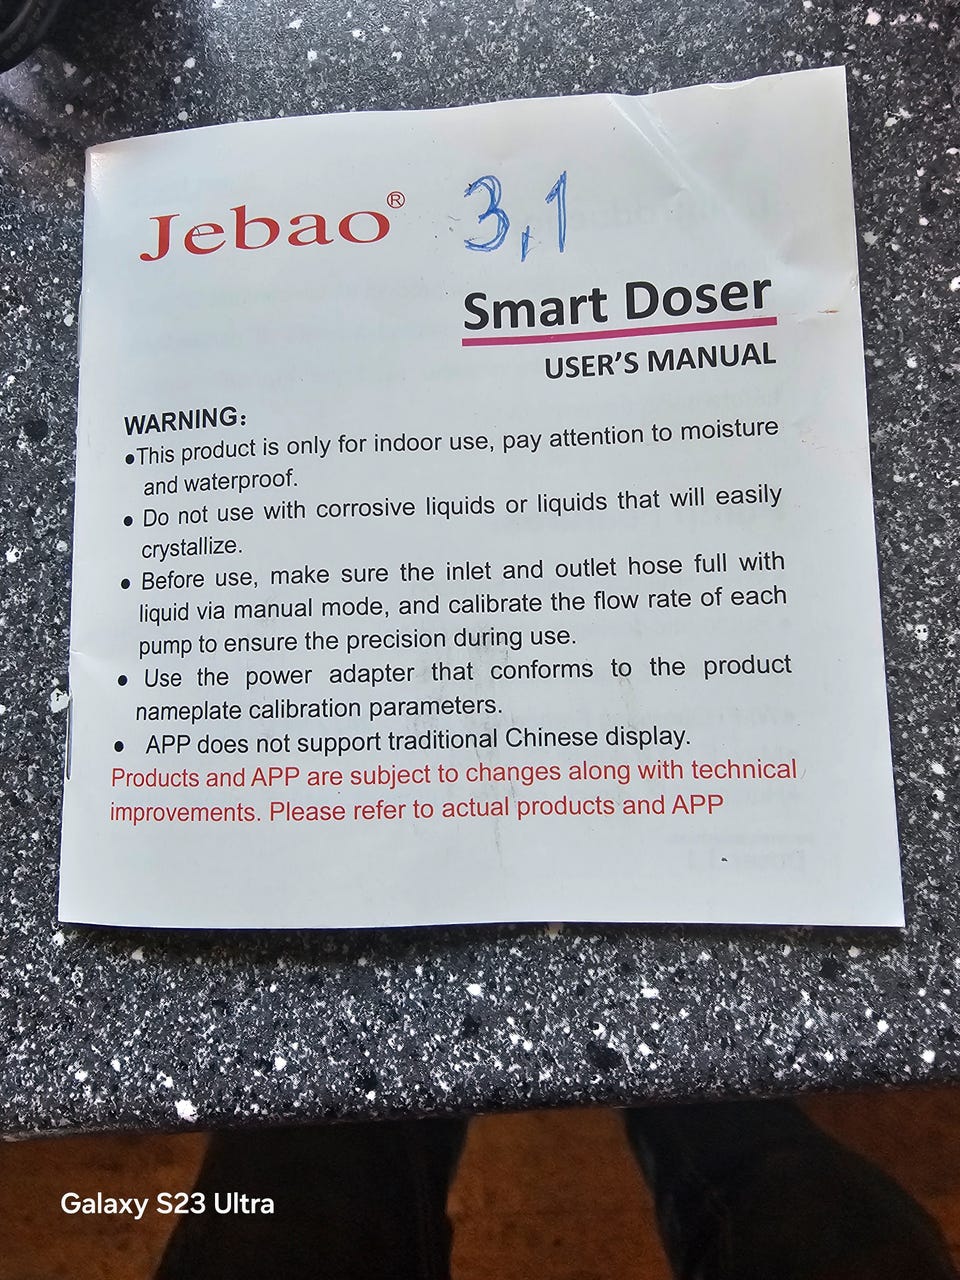 Jebao® 3,1
Smart Doser
USER'S MANUAL
WARNING:
•This product is only for indoor use, pay attention to moisture
and waterproof.
• Do not use with corrosive liquids or liquids that will easily
crystallize.
• Before use, make sure the inlet and outlet hose full with
liquid via manual mode, and calibrate the flow rate of each
pump to ensure the precision during use.
• Use the power adapter that conforms to the product
nameplate calibration parameters.
• APP does not support traditional Chinese display.
Products and APP are subject to changes along with technical
improvements. Please refer to actual products and APP
Galaxy S23 Ultra